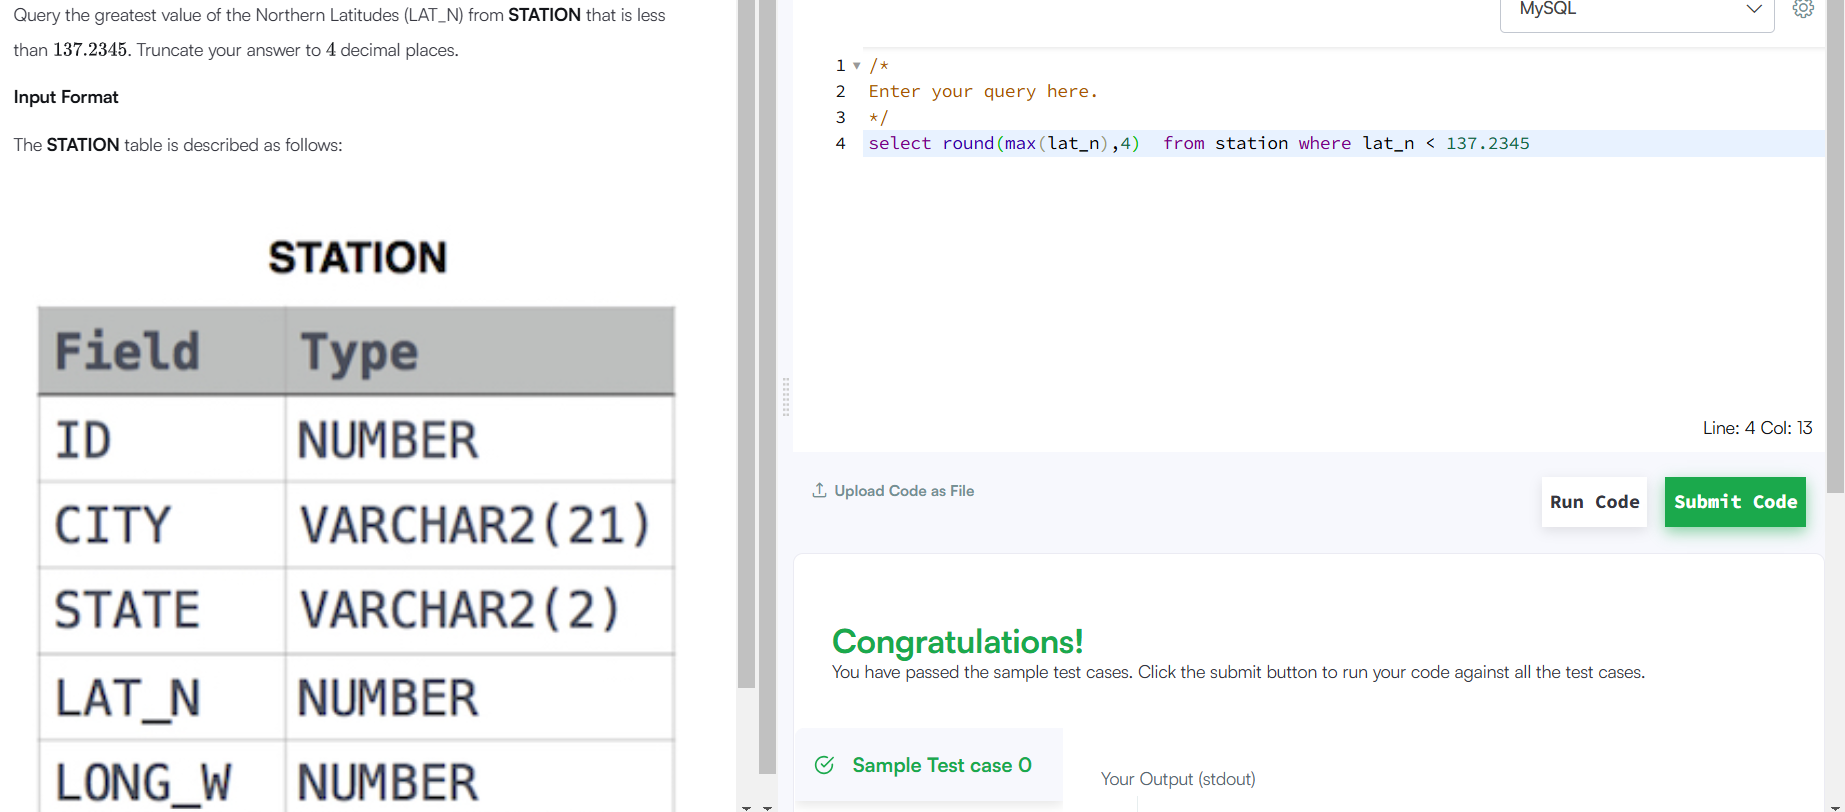 Query the greatest value of the Northern Latitudes (LAT_N) from STATION that is less
than 137.2345. Truncate your answer to 4 decimal places.
Input Format
The STATION table is described as follows:
STATION
Field Type
ID NUMBER
CITY VARCHAR2(21)
STATE VARCHAR2(2)
LAT_N NUMBER
LONG_W NUMBER
MySQL
1 /*
2 Enter your query here.
3 */
4 select round(max(lat_n),4)  from station where lat_n < 137.2345
Line: 4 Col: 13
Upload Code as File
Run Code
Submit Code
Congratulations!
You have passed the sample test cases. Click the submit button to run your code against all the test cases.
Sample Test case 0
Your Output (stdout)